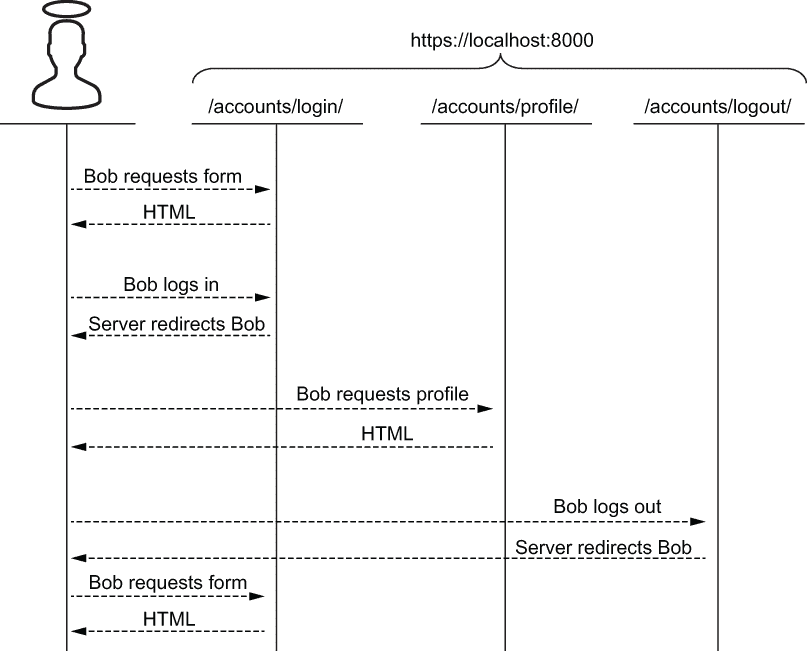 https://localhost:8000
/accounts/login/
/accounts/profile/
/accounts/logout/
Bob requests form
HTML
Bob logs in
Server redirects Bob
Bob requests profile
HTML
Bob logs out
Server redirects Bob
Bob requests form
HTML